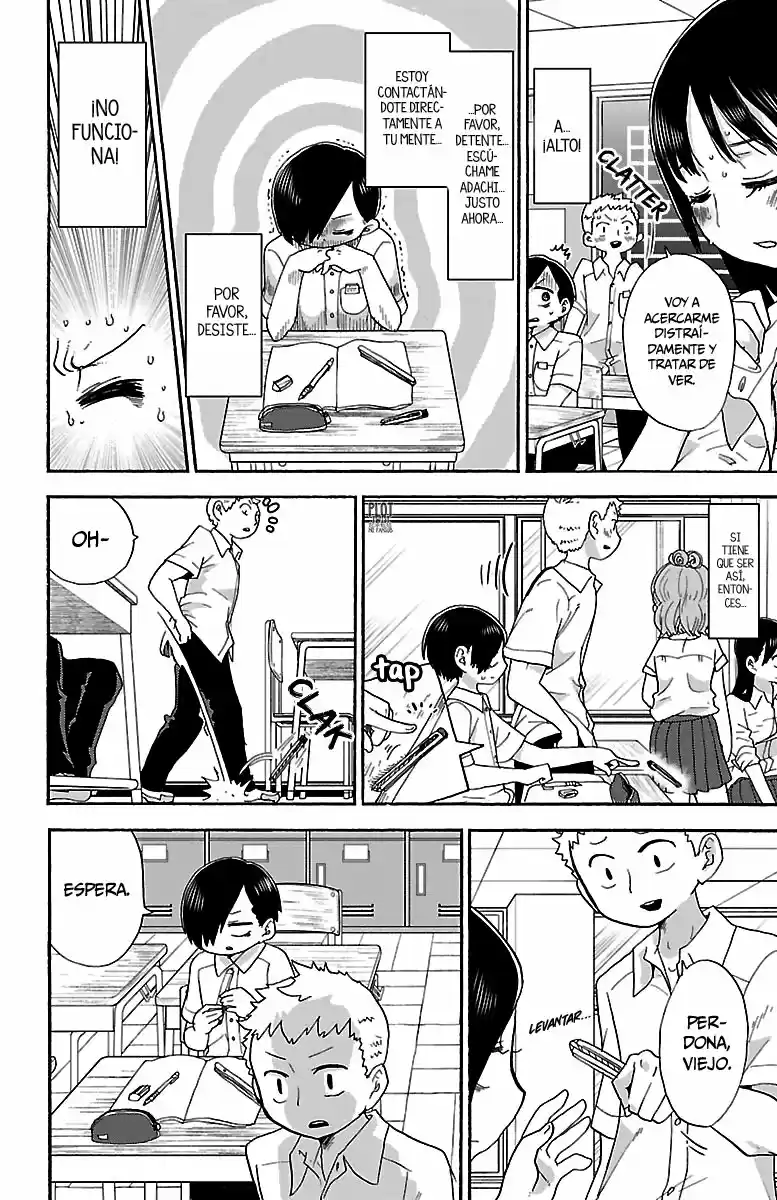 A...
¡ALTO!
CLATTER
VOY A
ACERCARME
DISTRAÍ-
DAMENTE Y
TRATAR DE
VER.
...POR
FAVOR,
DETENTE...
ESCÚ-
CHAME
ADACHI...
JUSTO
AHORA...
ESTOY
CONTACTÁN-
DOTE DIREC-
TAMENTE A
TU MENTE...
POR
FAVOR,
DESISTE...
¡NO
FUNCIO-
NA!
SI
TIENE
QUE SER
ASÍ,
ENTON-
CES...
tap
OH-
CLAK
PER-
DONA,
VIEJO.
LEVANTAR...
ESPERA.